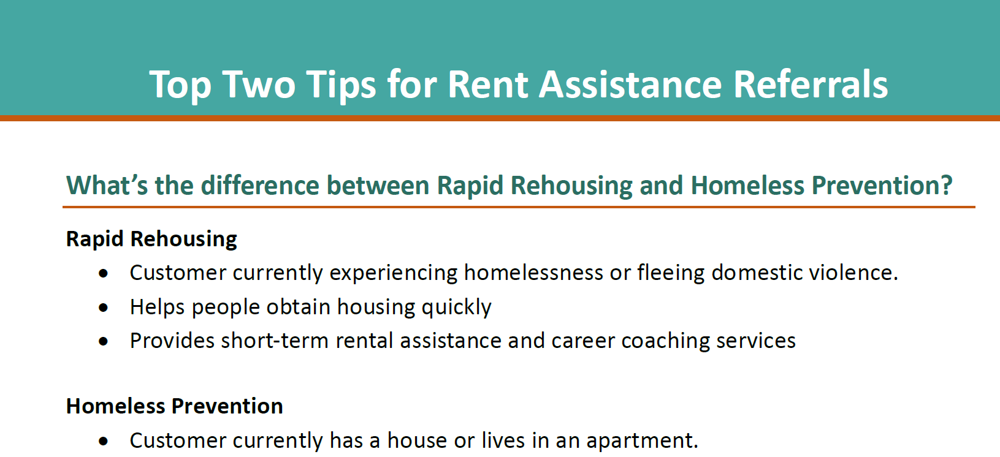 Top Two Tips for Rent Assistance Referrals
What’s the difference between Rapid Rehousing and Homeless Prevention?
Rapid Rehousing
• Customer currently experiencing homelessness or fleeing domestic violence.
• Helps people obtain housing quickly
• Provides short-term rental assistance and career coaching services
Homeless Prevention
• Customer currently has a house or lives in an apartment.